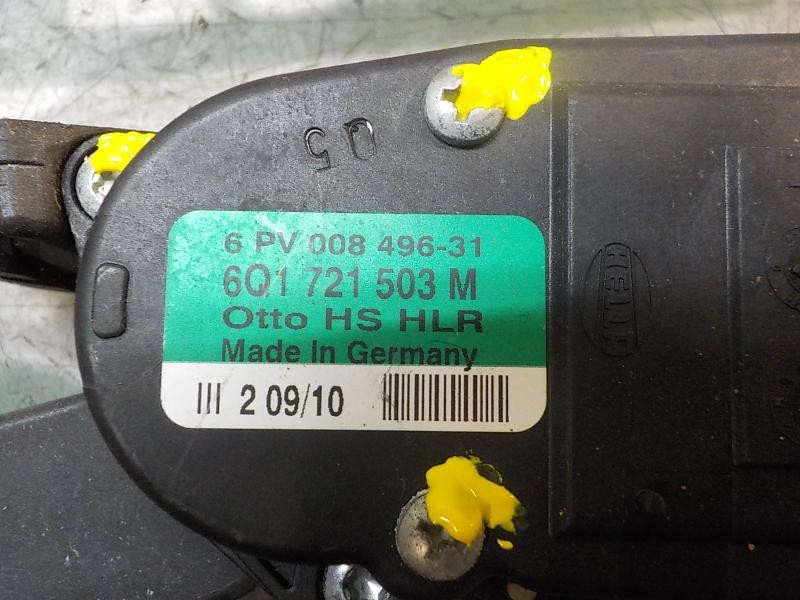 Q5
6 PV 008 496-31
6Q1 721 503 M
Otto HS HLR
Made in Germany
III 2 09/10
HELLA